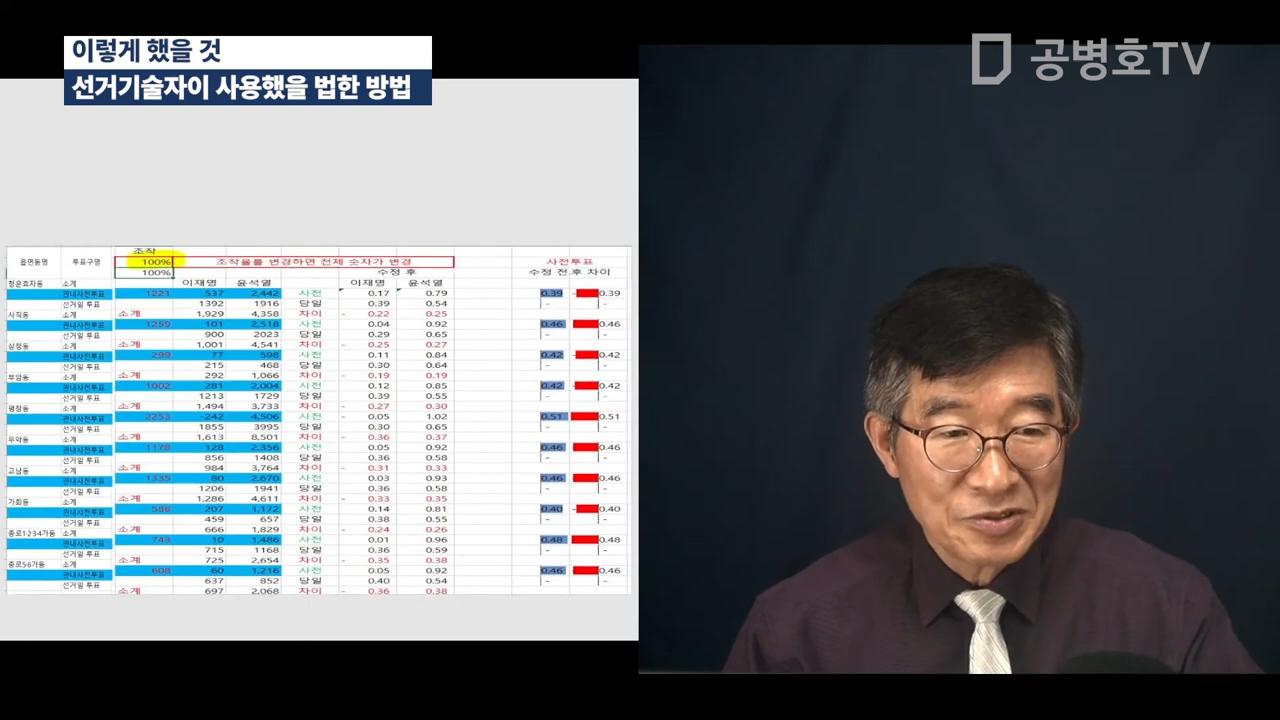 이렇게 했을 것
선거기술자이 사용했을 법한 방법
공병호TV
조작
읍면동명 투표구명 100% 조작율를 변경하면 전체 숫자가 변경 사전투표
100% 수정 후 수정 전.후 차이
청운효자동 소계 이재명 윤석열 이재명 윤석열
관내사전투표 1221 537 2,442 사전 0.17 0.79 0.39 - 0.39
선거일 투표 1392 1916 당일 0.39 0.54 - -
사직동 소계 소계 1,929 4,358 차이 - 0.22 0.25
관내사전투표 1259 101 2,518 사전 0.04 0.92 0.46 - 0.46
선거일 투표 900 2023 당일 0.29 0.65 - -
삼청동 소계 소계 1,001 4,541 차이 - 0.25 0.27
관내사전투표 299 77 598 사전 0.11 0.84 0.42 - 0.42
선거일 투표 215 468 당일 0.30 0.64 - -
부암동 소계 소계 292 1,066 차이 - 0.19 0.19
관내사전투표 1002 281 2,004 사전 0.12 0.85 0.42 - 0.42
선거일 투표 1213 1729 당일 0.39 0.55 - -
평창동 소계 소계 1,494 3,733 차이 - 0.27 0.30
관내사전투표 2253 -242 4,506 사전 - 0.05 1.02 0.51 0.51
선거일 투표 1855 3995 당일 0.30 0.65 - -
무악동 소계 소계 1,613 8,501 차이 - 0.36 0.37
관내사전투표 1178 128 2,356 사전 0.05 0.92 0.46 - 0.46
선거일 투표 856 1408 당일 0.36 0.58 - -
교남동 소계 소계 984 3,764 차이 - 0.31 0.33
관내사전투표 1335 80 2,670 사전 0.03 0.93 0.46 - 0.46
선거일 투표 1206 1941 당일 0.36 0.58 - -
가회동 소계 소계 1,286 4,611 차이 - 0.33 0.35
관내사전투표 586 207 1,172 사전 0.14 0.81 0.40 - 0.40
선거일 투표 459 657 당일 0.38 0.55 - -
종로1·2·3·4가동 소계 소계 666 1,829 차이 - 0.24 0.26
관내사전투표 743 10 1,486 사전 0.01 0.96 0.48 - 0.48
선거일 투표 715 1168 당일 0.36 0.59 - -
종로5·6가동 소계 소계 725 2,654 차이 - 0.35 0.38
관내사전투표 608 60 1,216 사전 0.05 0.92 0.46 - 0.46
선거일 투표 637 852 당일 0.40 0.54 - -
소계 697 2,068 차이 - 0.36 0.38